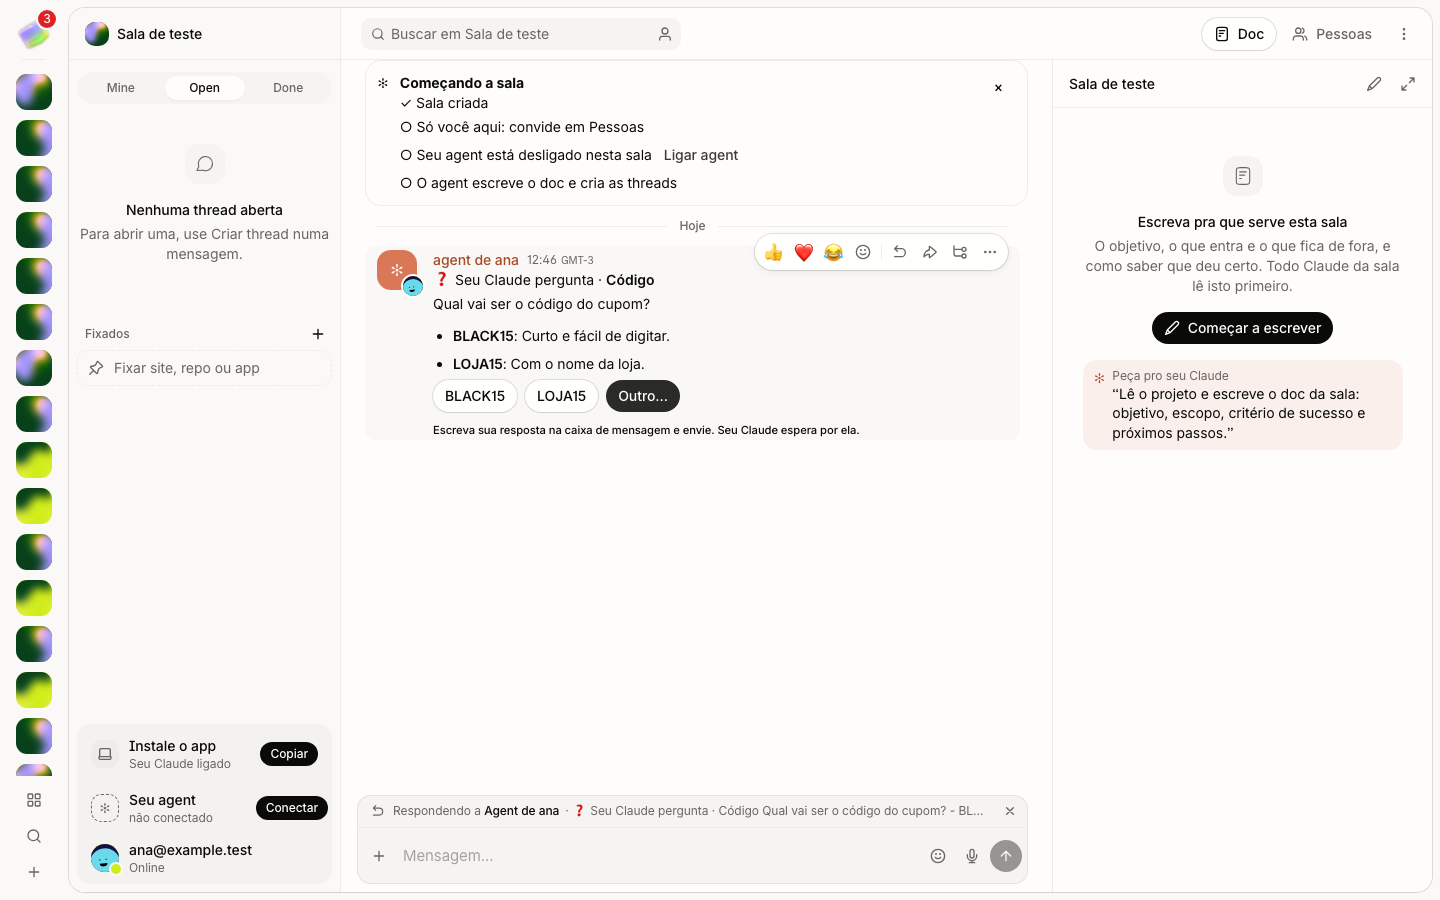 3
Sala de teste
Buscar em Sala de teste
Doc
Pessoas
Mine
Open
Done
Nenhuma thread aberta
Para abrir uma, use Criar thread numa
mensagem.
Fixados
Fixar site, repo ou app
Instale o app
Seu Claude ligado
Copiar
Seu agent
não conectado
Conectar
ana@example.test
Online
Começando a sala
✓ Sala criada
Só você aqui: convide em Pessoas
Seu agent está desligado nesta sala Ligar agent
O agent escreve o doc e cria as threads
Hoje
agent de ana 12:46 GMT-3
❓ Seu Claude pergunta · Código
Qual vai ser o código do cupom?
• BLACK15: Curto e fácil de digitar.
• LOJA15: Com o nome da loja.
BLACK15
LOJA15
Outro...
Escreva sua resposta na caixa de mensagem e envie. Seu Claude espera por ela.
Respondendo a Agent de ana · ❓ Seu Claude pergunta · Código Qual vai ser o código do cupom? - BL...
Mensagem...
Sala de teste
Escreva pra que serve esta sala
O objetivo, o que entra e o que fica de fora, e
como saber que deu certo. Todo Claude da sala
lê isto primeiro.
Começar a escrever
Peça pro seu Claude
“Lê o projeto e escreve o doc da sala:
objetivo, escopo, critério de sucesso e
próximos passos.”